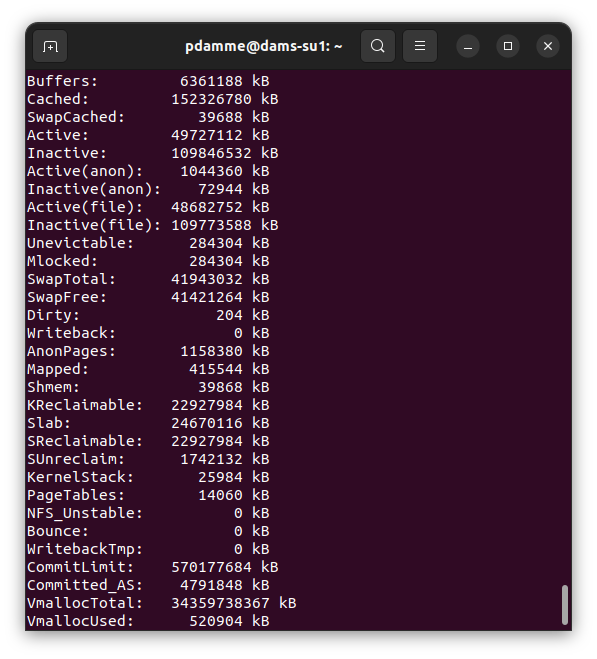 pdamme@dams-su1: ~
Buffers:         6361188 kB
Cached:         152326780 kB
SwapCached:        39688 kB
Active:         49727112 kB
Inactive:       109846532 kB
Active(anon):    1044360 kB
Inactive(anon):    72944 kB
Active(file):   48682752 kB
Inactive(file): 109773588 kB
Unevictable:      284304 kB
Mlocked:          284304 kB
SwapTotal:      41943032 kB
SwapFree:       41421264 kB
Dirty:               204 kB
Writeback:             0 kB
AnonPages:       1158380 kB
Mapped:           415544 kB
Shmem:             39868 kB
KReclaimable:   22927984 kB
Slab:           24670116 kB
SReclaimable:   22927984 kB
SUnreclaim:      1742132 kB
KernelStack:       25984 kB
PageTables:        14060 kB
NFS_Unstable:          0 kB
Bounce:                0 kB
WritebackTmp:          0 kB
CommitLimit:    570177684 kB
Committed_AS:    4791848 kB
VmallocTotal:   34359738367 kB
VmallocUsed:      520904 kB